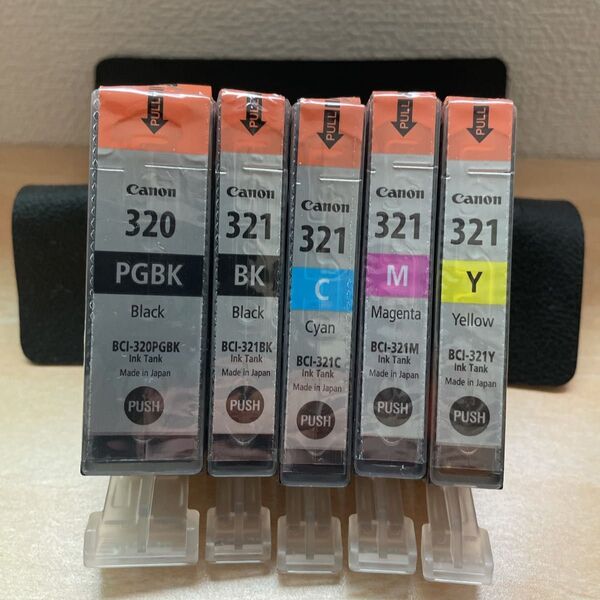 PULL
Canon
320
PGBK
Black
BCI-320PGBK
Ink Tank
Made in Japan
PUSH
PULL
Canon
321
BK
Black
BCI-321BK
Ink Tank
Made in Japan
PUSH
PULL
Canon
321
C
Cyan
BCI-321C
Ink Tank
Made in Japan
PUSH
PULL
Canon
321
M
Magenta
BCI-321M
Ink Tank
Made in Japan
PUSH
PULL
Canon
321
Y
Yellow
BCI-321Y
Ink Tank
Made in Japan
PUSH